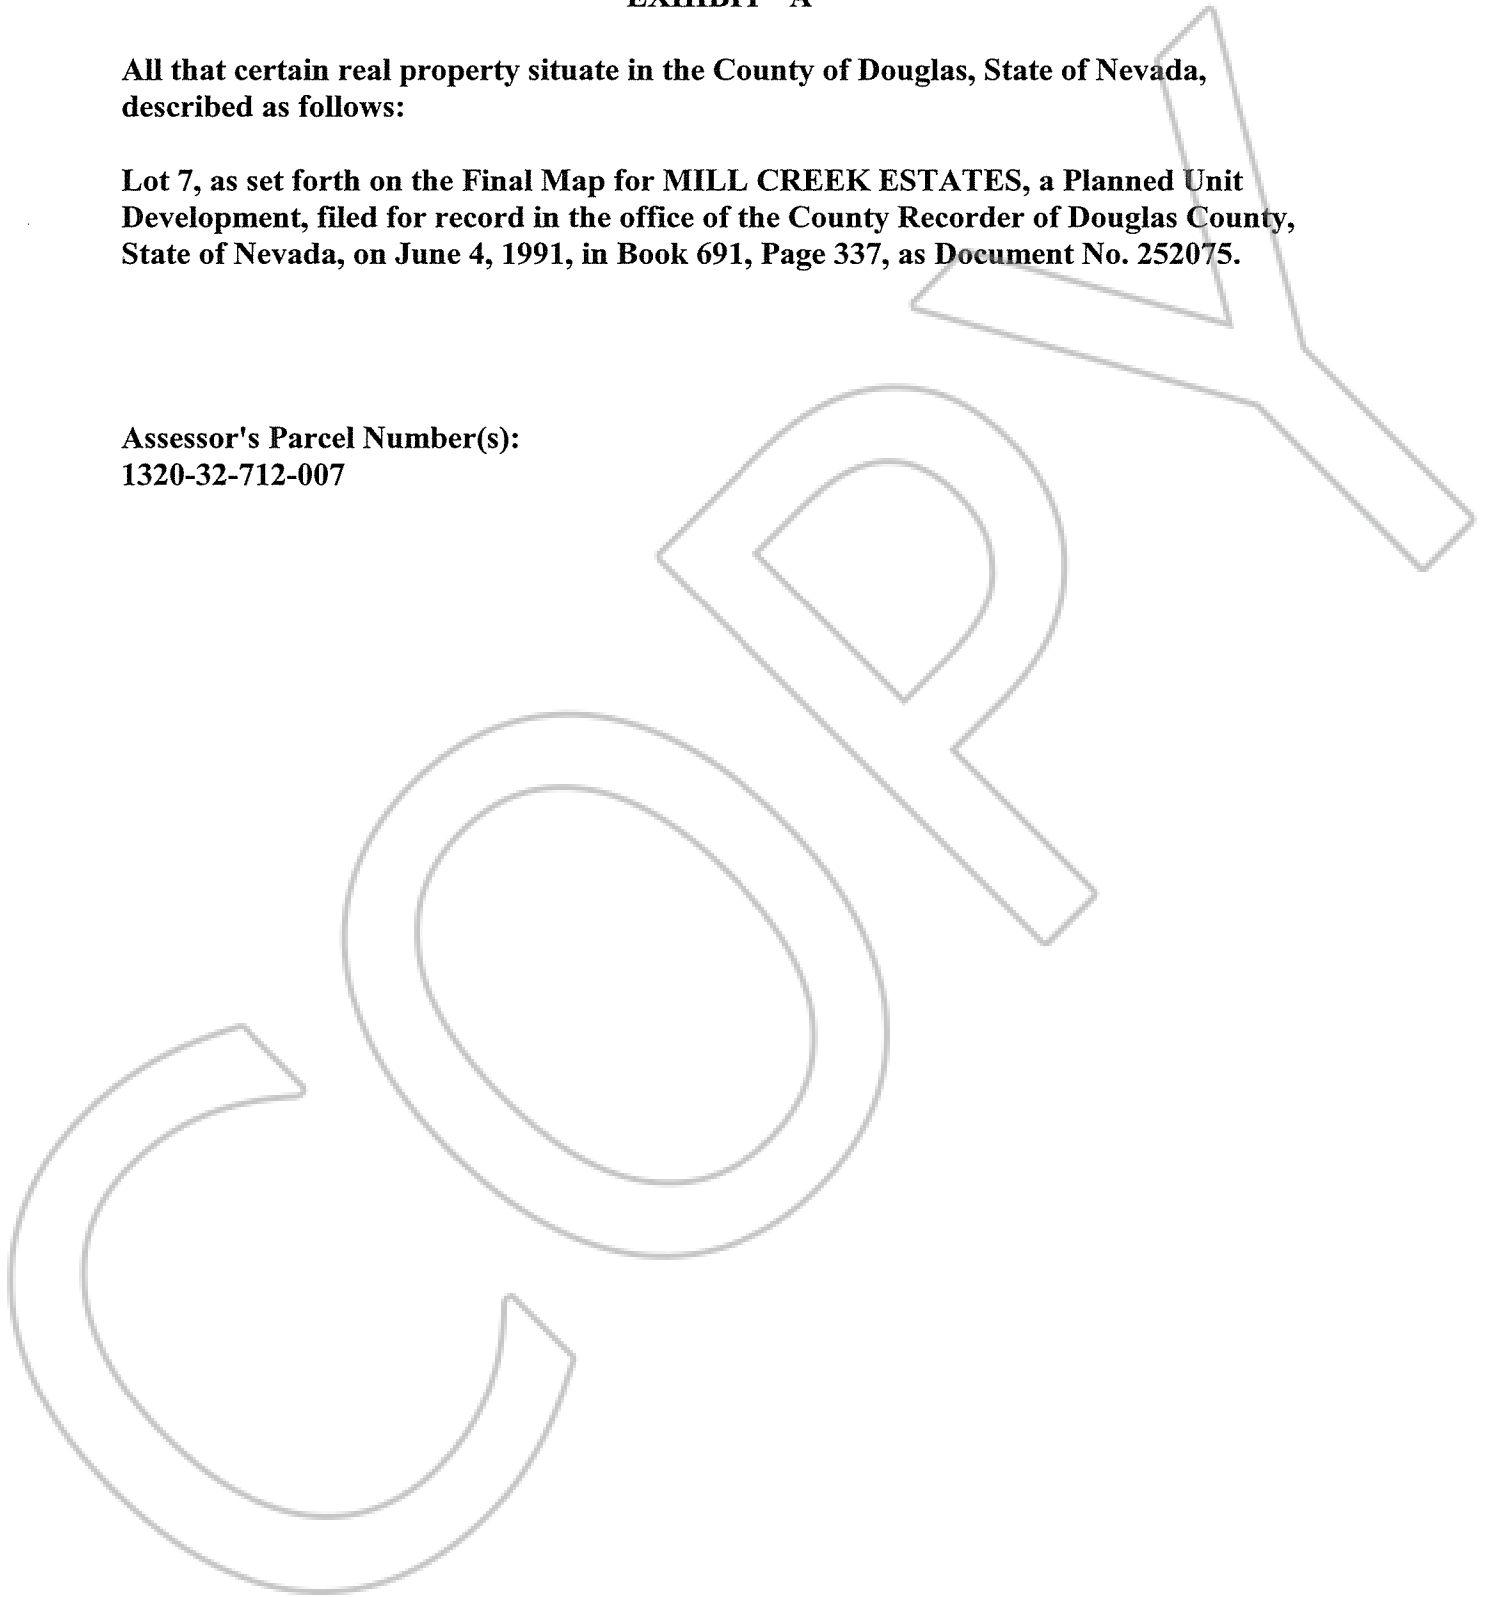 EXHIBIT "A"
All that certain real property situate in the County of Douglas, State of Nevada,
described as follows:
Lot 7, as set forth on the Final Map for MILL CREEK ESTATES, a Planned Unit
Development, filed for record in the office of the County Recorder of Douglas County,
State of Nevada, on June 4, 1991, in Book 691, Page 337, as Document No. 252075.
Assessor's Parcel Number(s):
1320-32-712-007
COPY